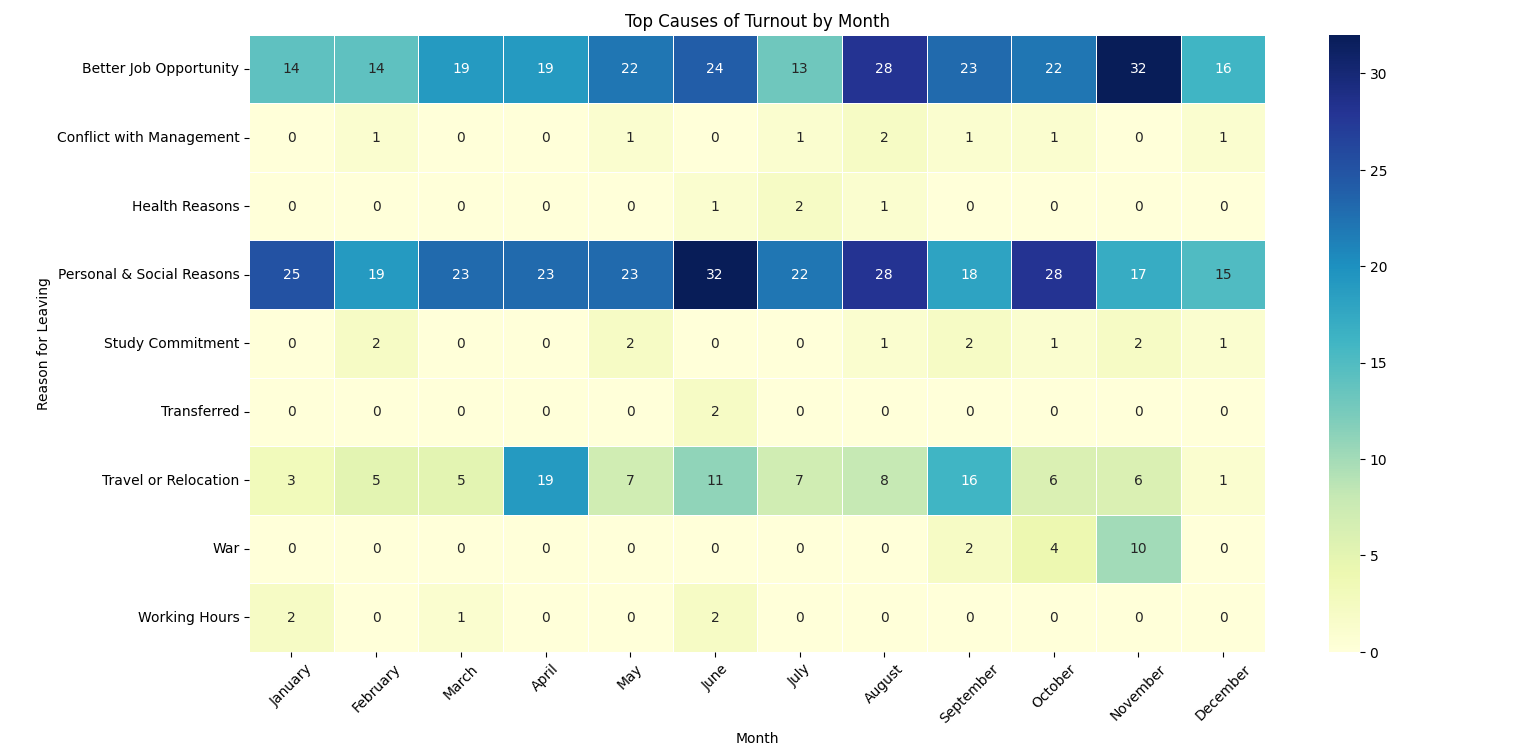 Top Causes of Turnout by Month
Reason for Leaving
Better Job Opportunity 14 14 19 19 22 24 13 28 23 22 32 16
Conflict with Management 0 1 0 0 1 0 1 2 1 1 0 1
Health Reasons 0 0 0 0 0 1 2 1 0 0 0 0
Personal & Social Reasons 25 19 23 23 23 32 22 28 18 28 17 15
Study Commitment 0 2 0 0 2 0 0 1 2 1 2 1
Transferred 0 0 0 0 0 2 0 0 0 0 0 0
Travel or Relocation 3 5 5 19 7 11 7 8 16 6 6 1
War 0 0 0 0 0 0 0 0 2 4 10 0
Working Hours 2 0 1 0 0 2 0 0 0 0 0 0
January February March April May June July August September October November December
Month
30
25
20
15
10
5
0